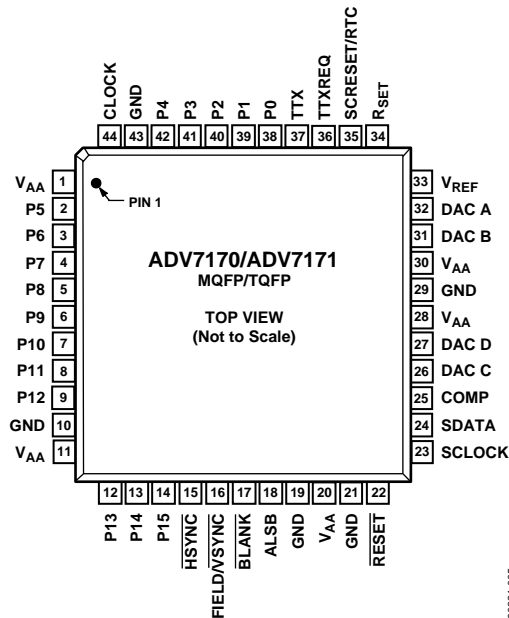 CLOCK
GND
P4
P3
P2
P1
P0
TTX
TTXREQ
SCRESET/RTC
RSET
44 43 42 41 40 39 38 37 36 35 34
VAA 1
P5 2
P6 3
P7 4
P8 5
P9 6
P10 7
P11 8
P12 9
GND 10
VAA 11
PIN 1
ADV7170/ADV7171
MQFP/TQFP
TOP VIEW
(Not to Scale)
33 VREF
32 DAC A
31 DAC B
30 VAA
29 GND
28 VAA
27 DAC D
26 DAC C
25 COMP
24 SDATA
23 SCLOCK
12 13 14 15 16 17 18 19 20 21 22
P13
P14
P15
HSYNC
FIELD/VSYNC
BLANK
ALSB
GND
VAA
GND
RESET